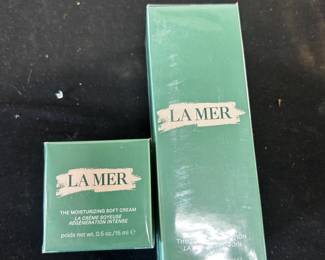 LA MER
THE MOISTURIZING SOFT CREAM
LA CRÈME SOYEUSE
RÉGÉNÉRATION INTENSE
poids net wt. 0.5 oz/15 ml ℮
LA MER